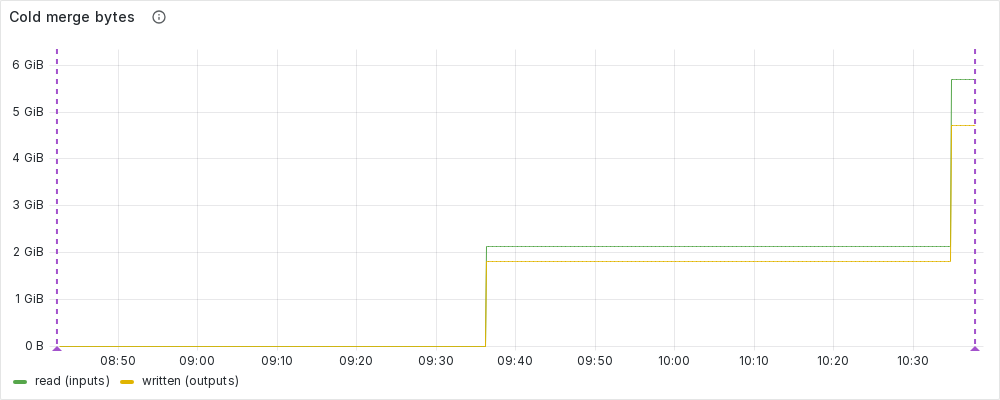 Cold merge bytes
6 GiB
5 GiB
4 GiB
3 GiB
2 GiB
1 GiB
0 B
08:50 09:00 09:10 09:20 09:30 09:40 09:50 10:00 10:10 10:20 10:30
read (inputs) written (outputs)